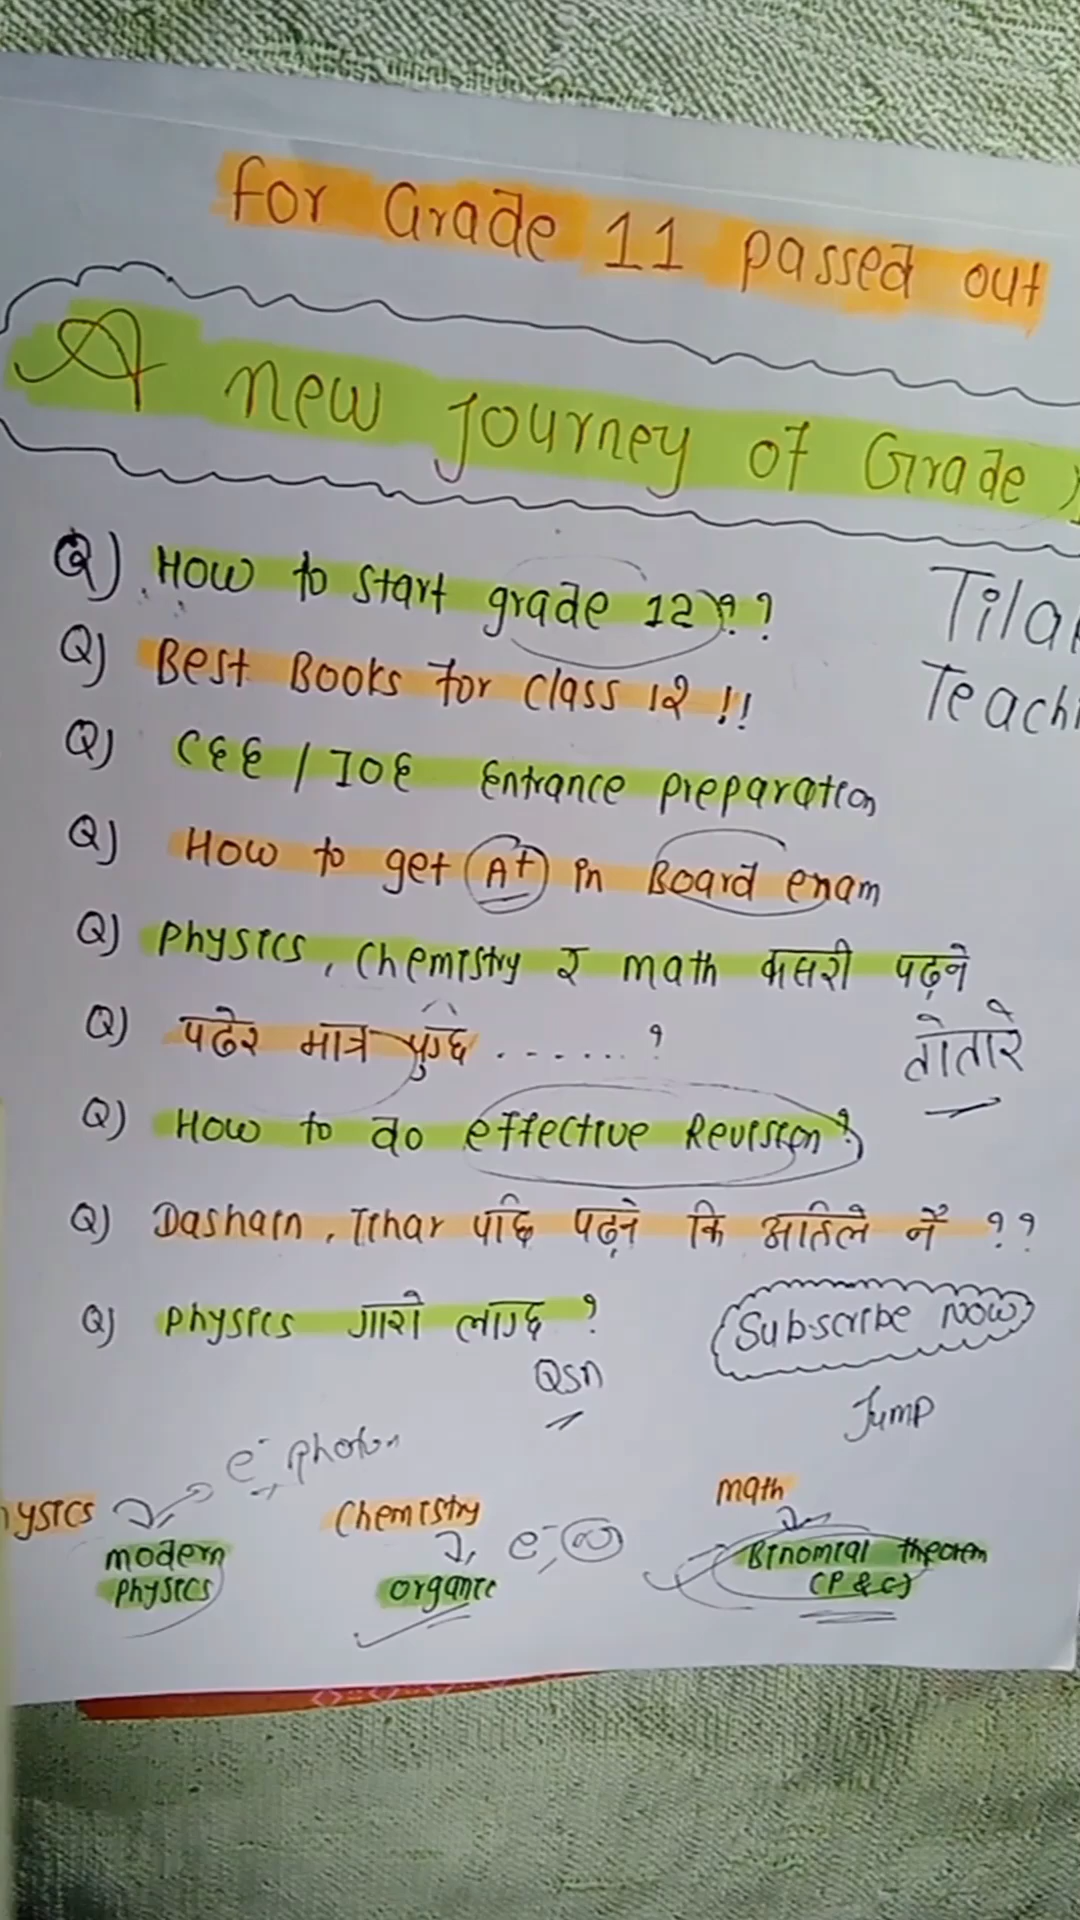 For Grade 11 passed out
A new journey of Grade
Q) How to start grade 12 ??
Tila
Q) Best Books for class 12 !!
Teach
Q) CEE / IOE Entrance preparation
Q) How to get A+ in Board exam
Q) Physics, Chemistry र math कसरी पढ्ने
Q) पढेर मात्र पुग्छ ....... ?
तोतारे
Q) How to do effective Revision ?
Q) Dashain, Tihar पछि पढ्ने कि अहिले नै ??
Q) Physics गारो लाग्छ ?
Subscribe Now
Qsn
Jump
e⁻ photon
ysics
Chemistry
math
modern
physics
e⁻,
organic
Binomial theorem
(P & C)